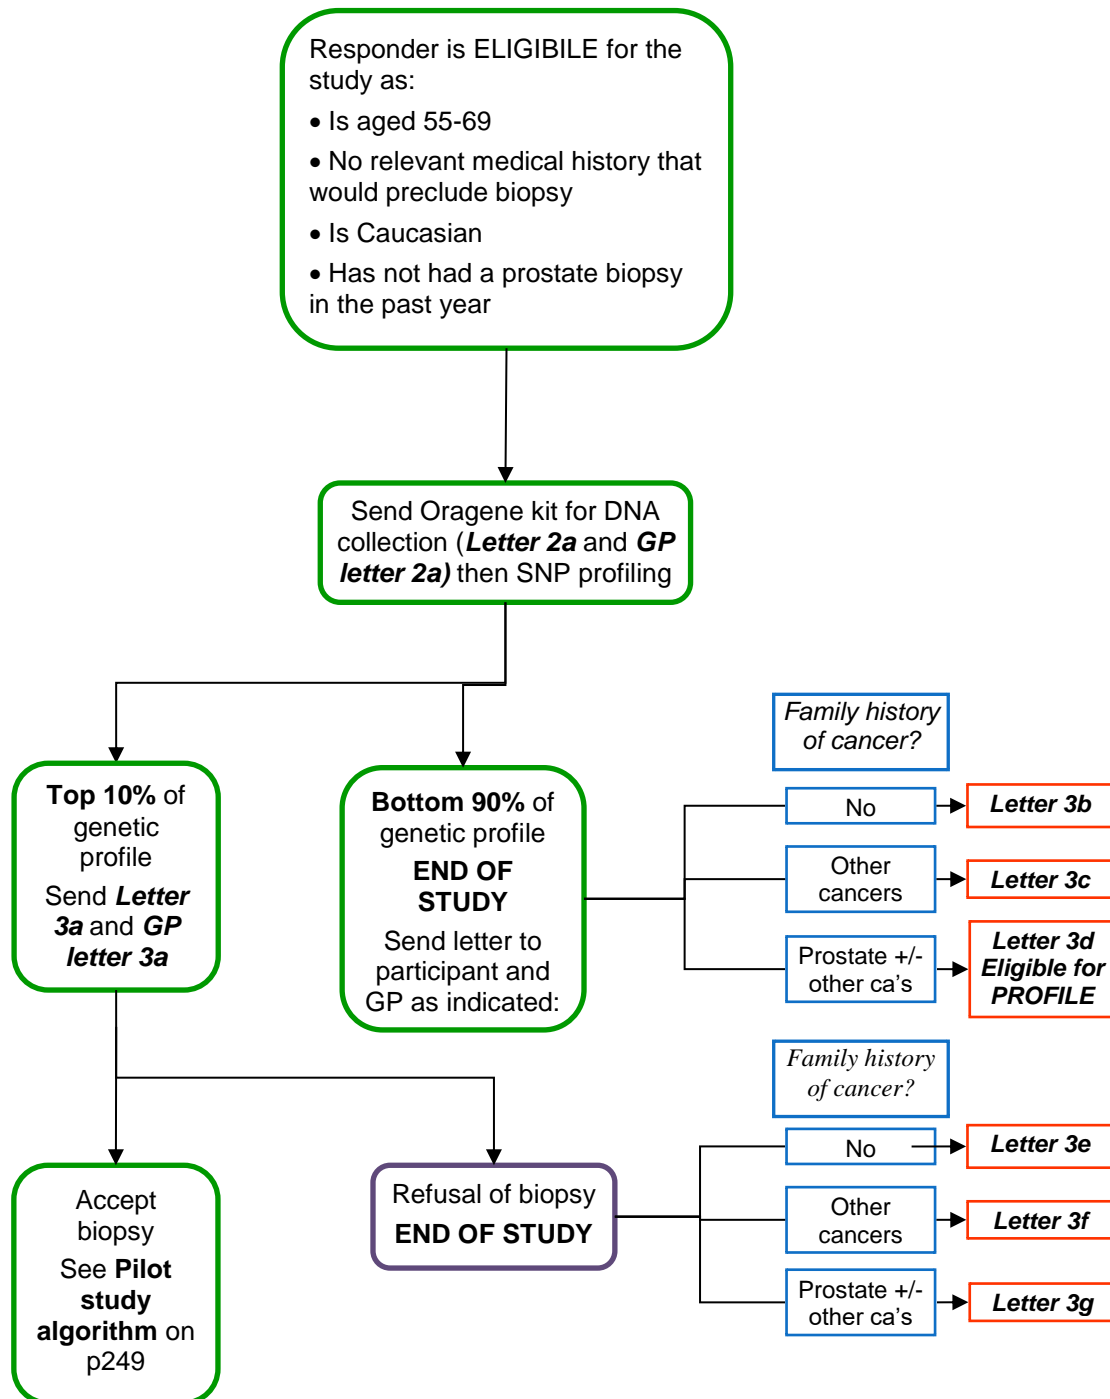 Responder is ELIGIBILE for the
study as:
• Is aged 55-69
• No relevant medical history that
would preclude biopsy
• Is Caucasian
• Has not had a prostate biopsy
in the past year
Send Oragene kit for DNA
collection (Letter 2a and GP
letter 2a) then SNP profiling
Top 10% of
genetic
profile
Send Letter
3a and GP
letter 3a
Bottom 90% of
genetic profile
END OF
STUDY
Send letter to
participant and
GP as indicated:
Family history
of cancer?
No
Letter 3b
Other
cancers
Letter 3c
Prostate +/-
other ca's
Letter 3d
Eligible for
PROFILE
Accept
biopsy
See Pilot
study
algorithm on
p249
Refusal of biopsy
END OF STUDY
Family history
of cancer?
No
Letter 3e
Other
cancers
Letter 3f
Prostate +/-
other ca's
Letter 3g